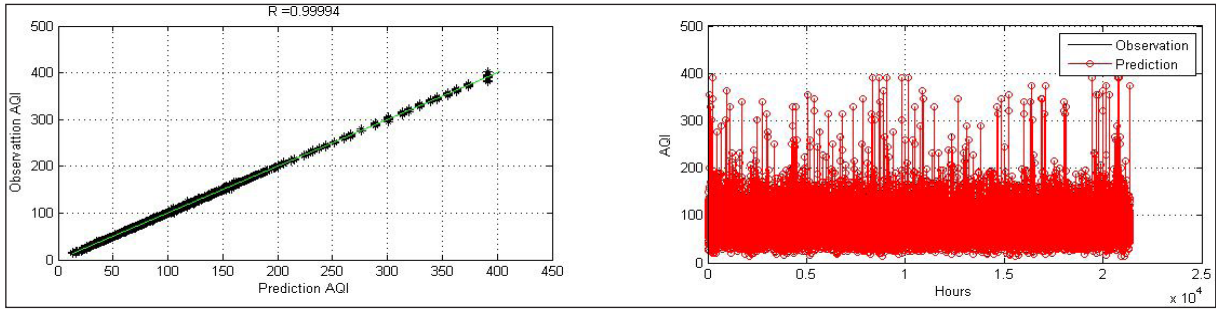 R =0.99994
Observation AQI
500
400
300
200
100
0
0 50 100 150 200 250 300 350 400 450
Prediction AQI
AQI
500
400
300
200
100
0
Observation
Prediction
0 0.5 1 1.5 2 2.5
Hours
x 10^4